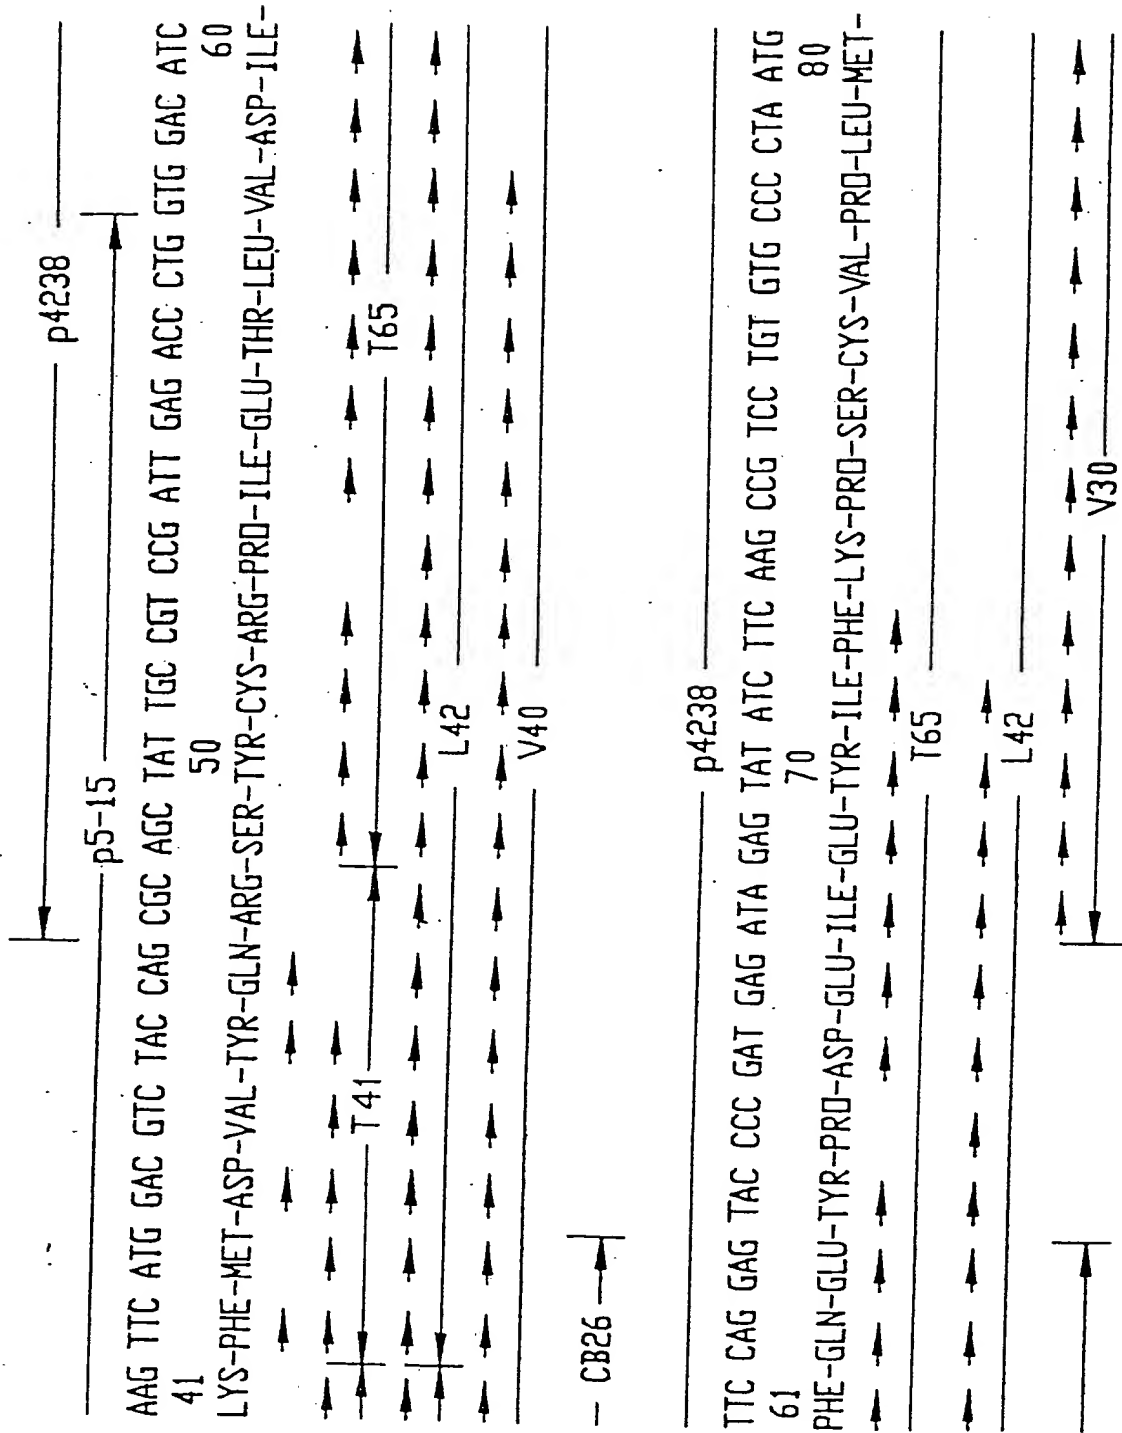 p4238
p5-15
AAG TTC ATG GAC GTC TAC CAG CGC AGC TAT TGC CGT CCG ATT GAG ACC CTG GTG GAC ATC
41 50 60
LYS-PHE-MET-ASP-VAL-TYR-GLN-ARG-SER-TYR-CYS-ARG-PRO-ILE-GLU-THR-LEU-VAL-ASP-ILE-
T41 T65
L42
V40
CB26
p4238
TTC CAG GAG TAC CCC GAT GAG ATA GAG TAT ATC TTC AAG CCG TCC TGT GTG CCC CTA ATG
61 70 80
PHE-GLN-GLU-TYR-PRO-ASP-GLU-ILE-GLU-TYR-ILE-PHE-LYS-PRO-SER-CYS-VAL-PRO-LEU-MET-
T65
L42
V30